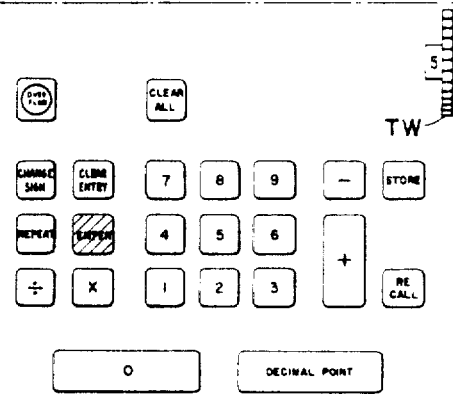 5
OVER
FLOW
CLEAR
ALL
TW
CHANGE
SIGN
CLEAR
ENTRY
7
8
9
−
STORE
REPEAT
4
5
6
+
÷
X
1
2
3
RE
CALL
0
DECIMAL POINT